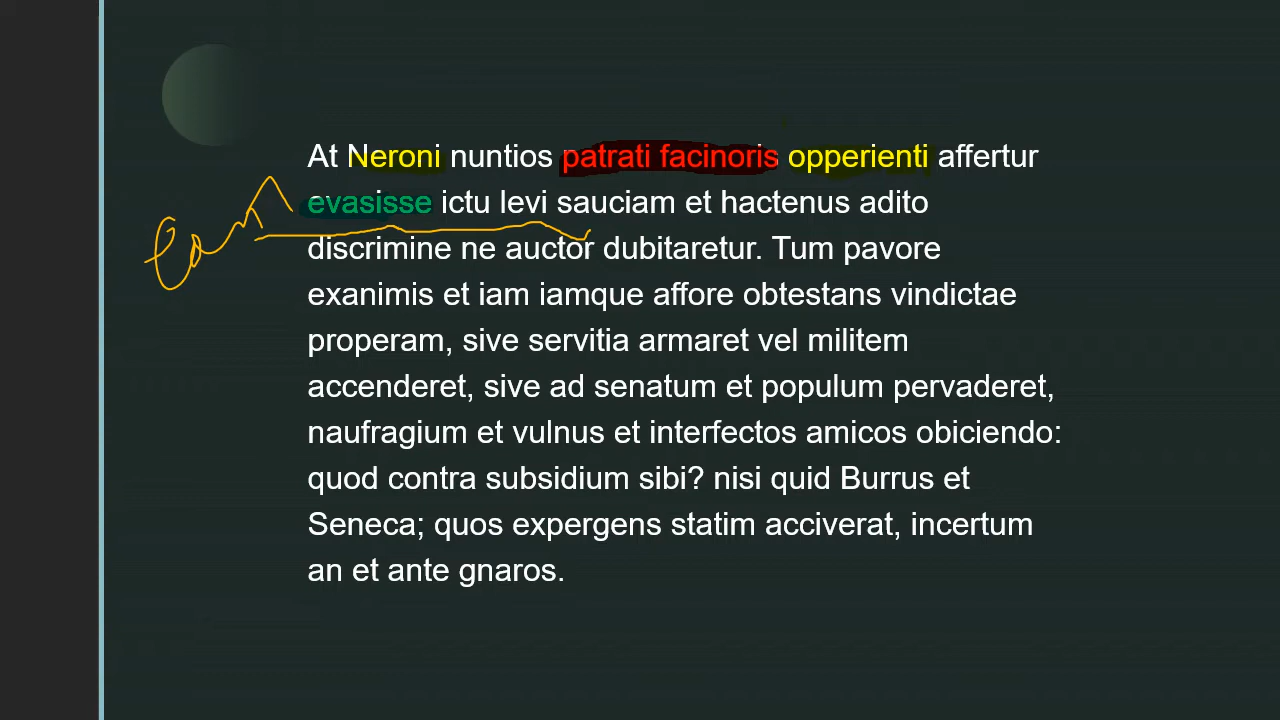 At Neroni nuntios patrati facinoris opperienti affertur
eam
evasisse ictu levi sauciam et hactenus adito
discrimine ne auctor dubitaretur. Tum pavore
exanimis et iam iamque affore obtestans vindictae
properam, sive servitia armaret vel militem
accenderet, sive ad senatum et populum pervaderet,
naufragium et vulnus et interfectos amicos obiciendo:
quod contra subsidium sibi? nisi quid Burrus et
Seneca; quos expergens statim acciverat, incertum
an et ante gnaros.